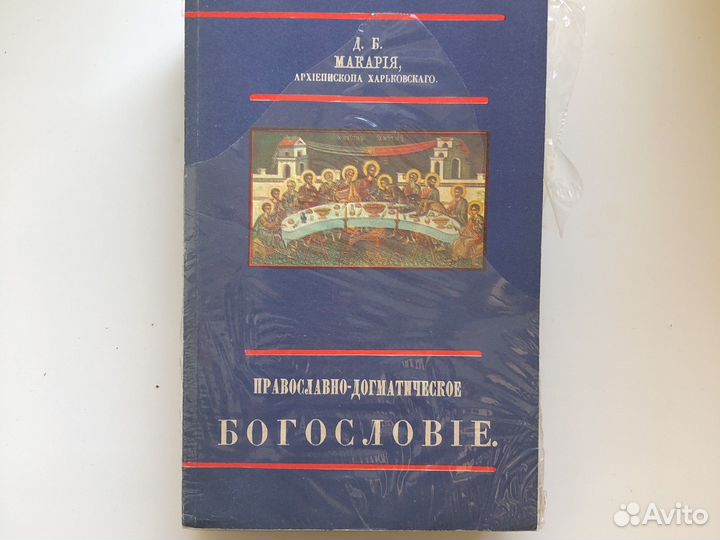 Д. Б.
МАКАРІЯ,
АРХІЕПИСКОПА ХАРЬКОВСКАГО.
ПРАВОСЛАВНО-ДОГМАТИЧЕСКОЕ
БОГОСЛОВІЕ.
Avito